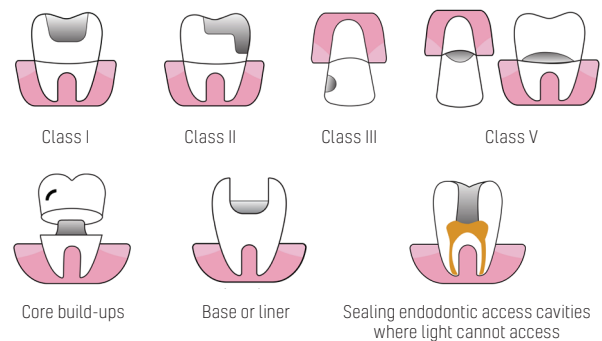 Class I
Class II
Class III
Class V
Core build-ups
Base or liner
Sealing endodontic access cavities
where light cannot access